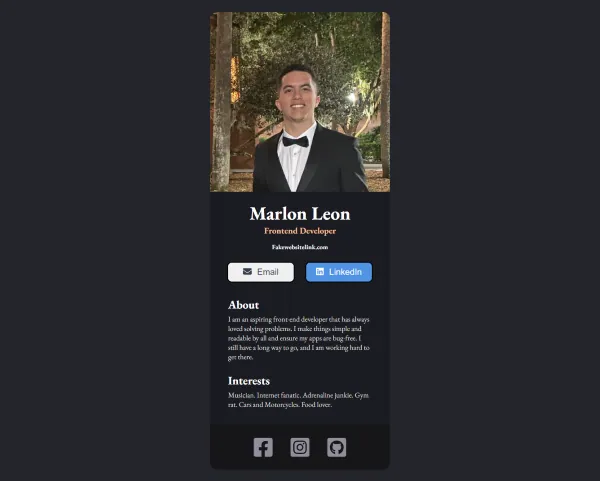 Marlon Leon
Frontend Developer
Fakewebsitelink.com
Email LinkedIn
About
I am an aspiring front-end developer that has always
loved solving problems. I make things simple and
readable by all and ensure my apps are bug-free. I
still have a long way to go, and I am working hard to
get there.
Interests
Musician. Internet fanatic. Adrenaline junkie. Gym
rat. Cars and Motorcycles. Food lover.